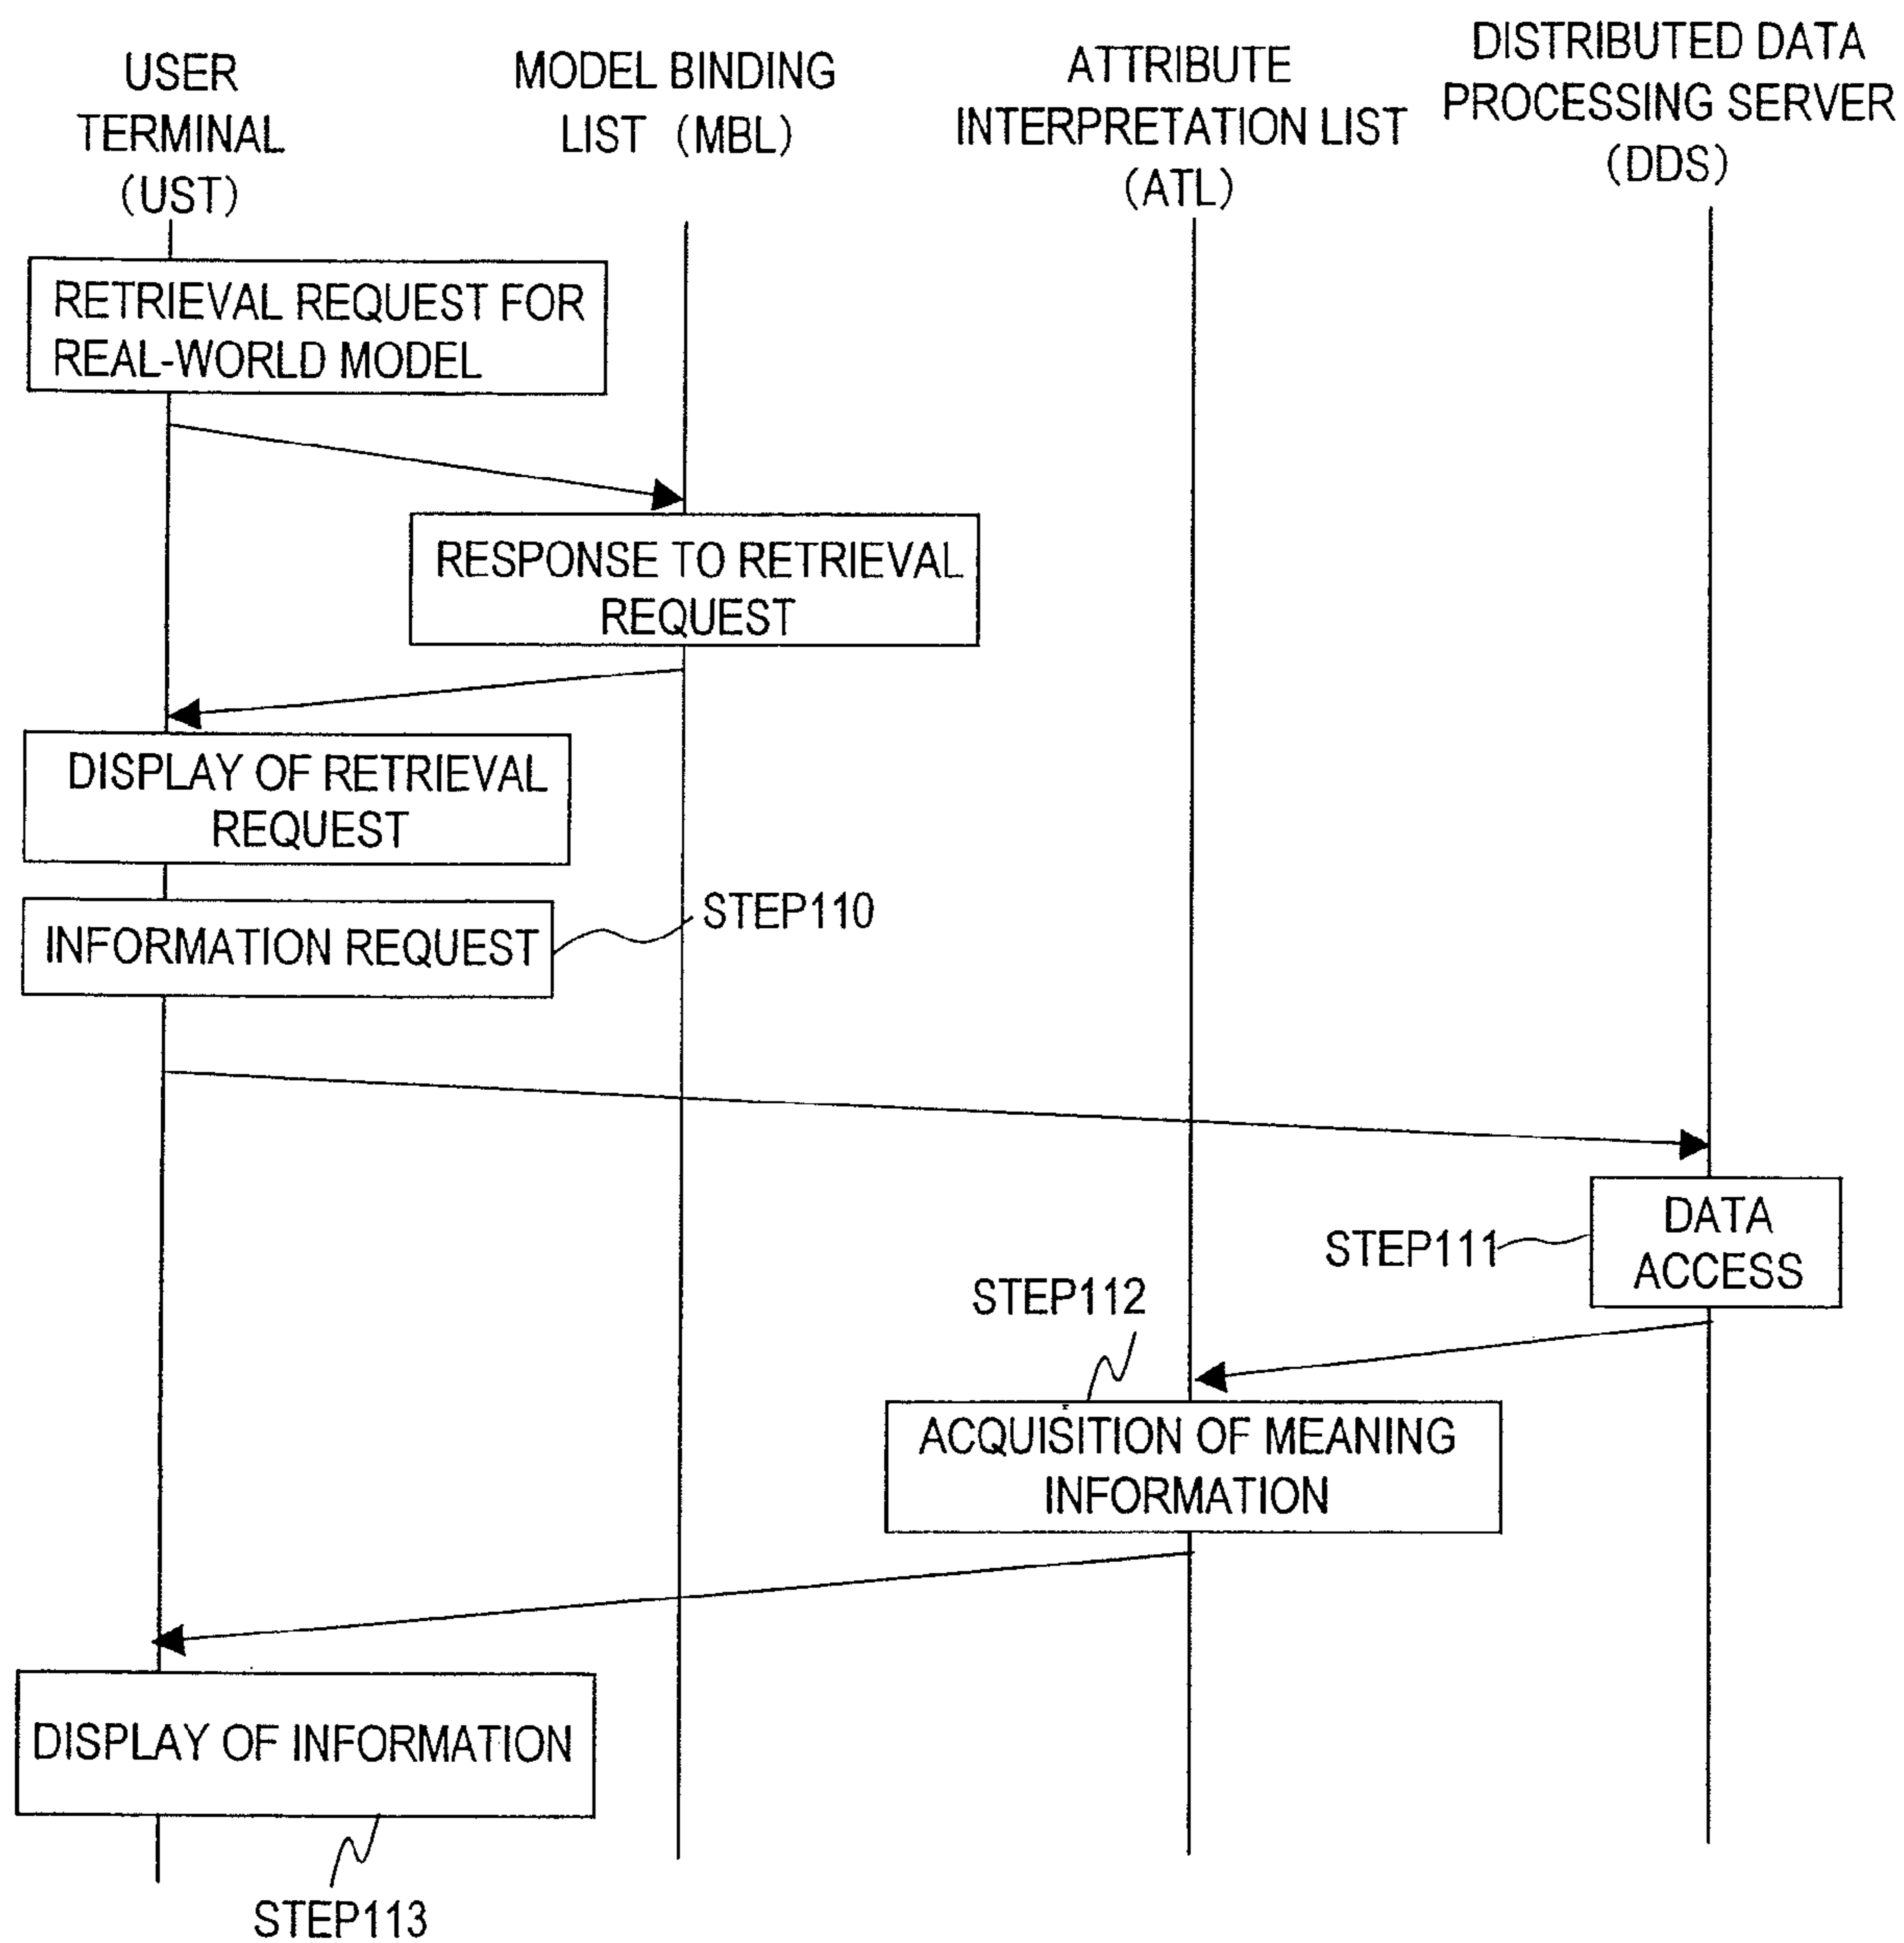 USER
TERMINAL
(UST)
MODEL BINDING
LIST (MBL)
ATTRIBUTE
INTERPRETATION LIST
(ATL)
DISTRIBUTED DATA
PROCESSING SERVER
(DDS)
RETRIEVAL REQUEST FOR
REAL-WORLD MODEL
RESPONSE TO RETRIEVAL
REQUEST
DISPLAY OF RETRIEVAL
REQUEST
INFORMATION REQUEST
STEP110
DATA
ACCESS
STEP111
STEP112
ACQUISITION OF MEANING
INFORMATION
DISPLAY OF INFORMATION
STEP113